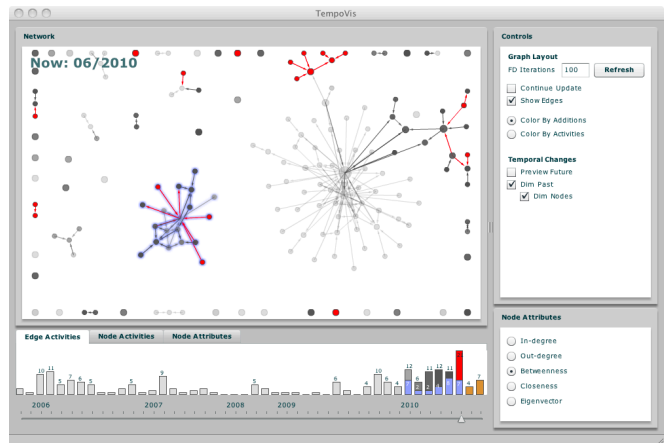 TempoVis
Network
Now: 06/2010
Controls
Graph Layout
FD Iterations 100 Refresh
Continue Update
Show Edges
Color By Additions
Color By Activities
Temporal Changes
Preview Future
Dim Past
Dim Nodes
Node Attributes
In-degree
Out-degree
Betweenness
Closeness
Eigenvector
Edge Activities Node Activities Node Attributes
10 11 5 7 6 5 5 9 5 6 4 10 4 12 6 11 12 11 4 7
2006 2007 2008 2009 2010